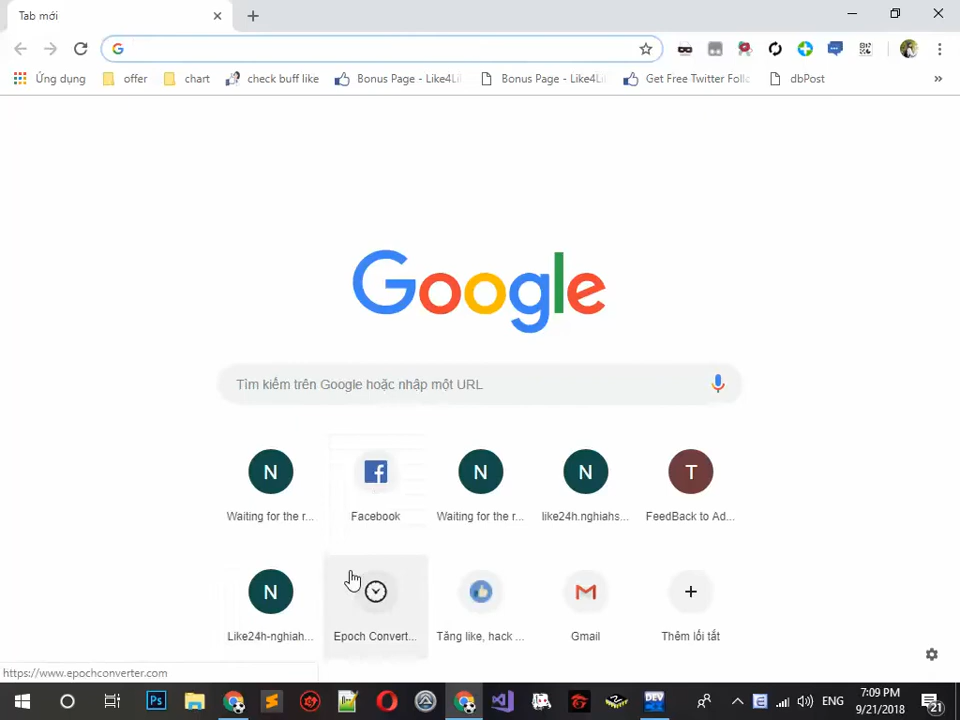 Tab mới
Ứng dụng
offer
chart
check buff like
Bonus Page - Like4Li
Bonus Page - Like4Li
Get Free Twitter Follo
dbPost
»
Google
Tìm kiếm trên Google hoặc nhập một URL
N
N
N
T
Waiting for the r...
Facebook
Waiting for the r...
like24h.nghiahs...
FeedBack to Ad...
N
Like24h-nghiah...
Epoch Convert...
Tăng like, hack ...
Gmail
Thêm lối tắt
https://www.epochconverter.com
Ps
DEV
ENG
7:09 PM
9/21/2018
21